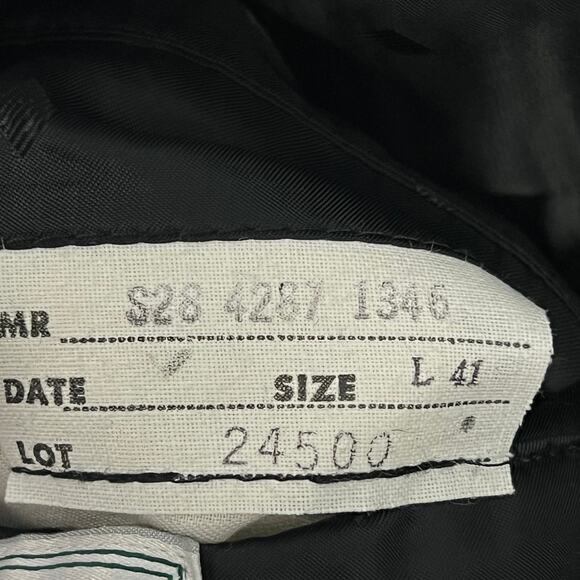 MR S28 4287 1346
DATE SIZE L 41
LOT 24500